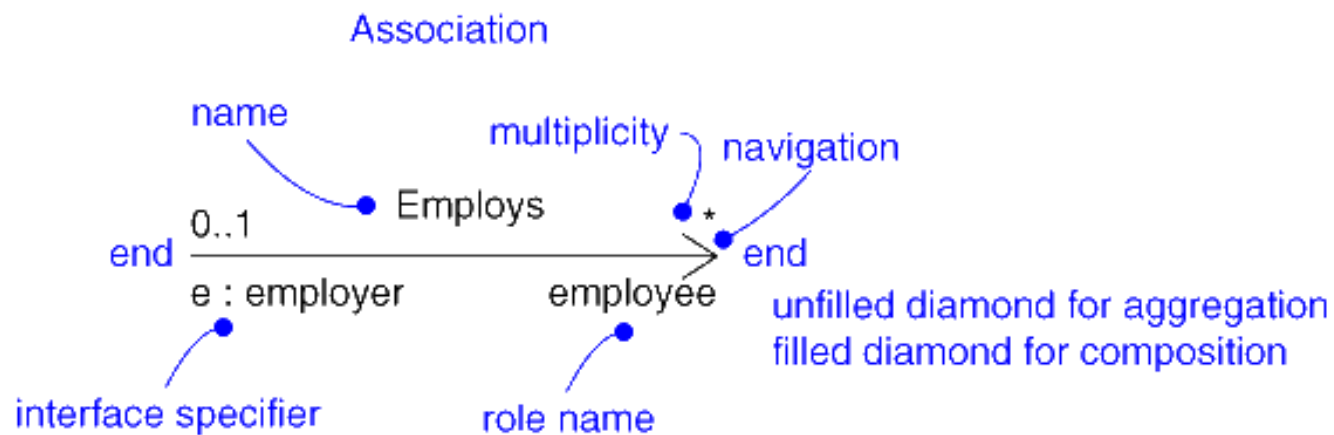 Association
name
multiplicity
navigation
Employs
0..1
*
end
end
e : employer
employee
unfilled diamond for aggregation
filled diamond for composition
interface specifier
role name